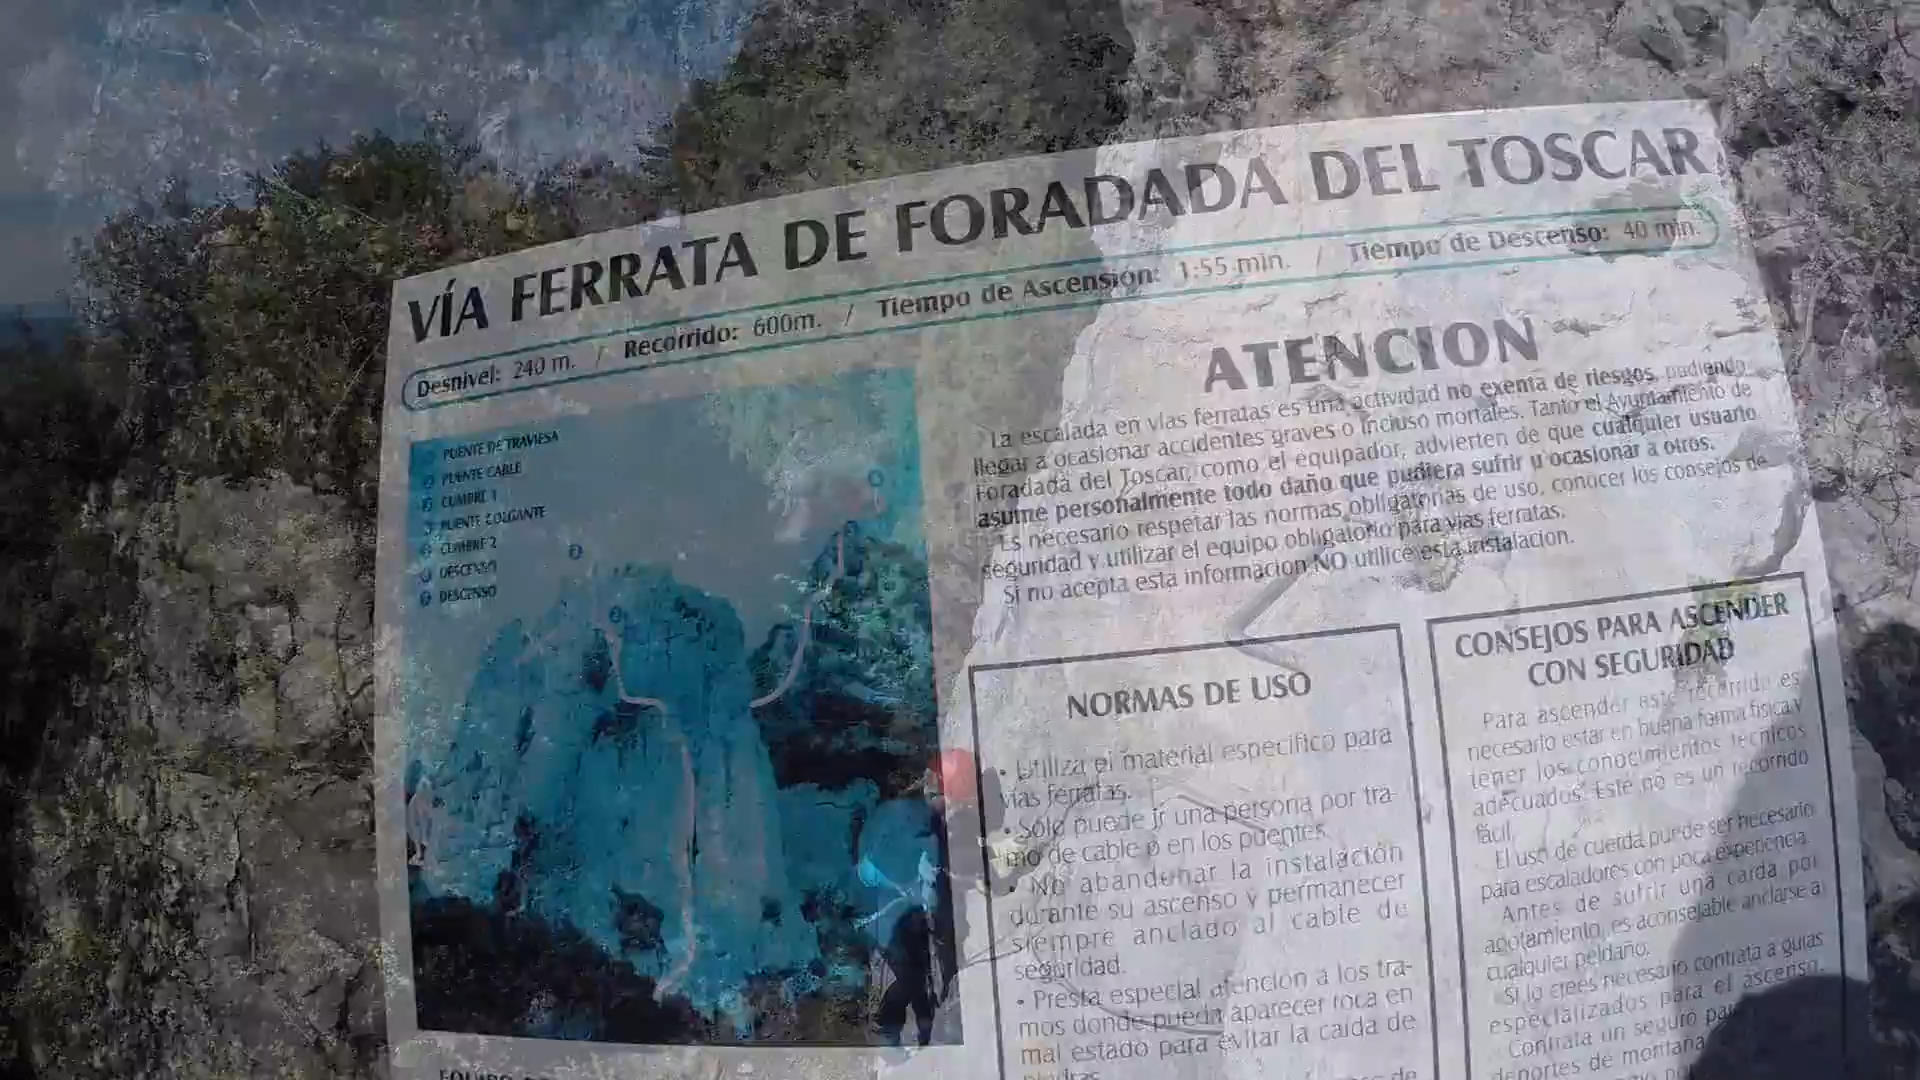 VÍA FERRATA DE FORADADA DEL TOSCAR
Desnivel: 240 m. / Recorrido: 600m. / Tiempo de Ascensión: 1:55 min. / Tiempo de Descenso: 40 min.
PUENTE DE TRAVIESA
PUENTE CABLE
CUMBRE 1
PUENTE COLGANTE
CUMBRE 2
DESCENSO
DESCENSO
ATENCION
La escalada en vías ferratas es una actividad no exenta de riesgos, pudiendo
llegar a ocasionar accidentes graves o incluso mortales. Tanto el Ayuntamiento de
Foradada del Toscar, como el equipador, advierten de que cualquier usuario
asume personalmente todo daño que pudiera sufrir u ocasionar a otros.
Es necesario respetar las normas obligatorias de uso, conocer los consejos de
seguridad y utilizar el equipo obligatorio para vías ferratas.
Si no acepta esta informacion NO utilice esta instalacion.
NORMAS DE USO
• Utiliza el material específico para
vías ferratas.
• Sólo puede ir una persona por tra-
mo de cable o en los puentes.
• No abandonar la instalación
durante su ascenso y permanecer
siempre anclado al cable de
seguridad.
• Presta especial atencion a los tra-
mos donde pueda aparecer roca en
mal estado para evitar la caida de
piedras.
CONSEJOS PARA ASCENDER
CON SEGURIDAD
Para ascender este recorrido es
necesario estar en buena forma física y
tener los conocimientos técnicos
adecuados. Este no es un recorrido
fácil.
El uso de cuerda puede ser necesario
para escaladores con poca experiencia.
Antes de sufrir una caída por
agotamiento, es aconsejable anclarse a
cualquier peldaño.
Si lo crees necesario contrata a guias
especializados para el ascenso.
Contrata un seguro para
deportes de montaña